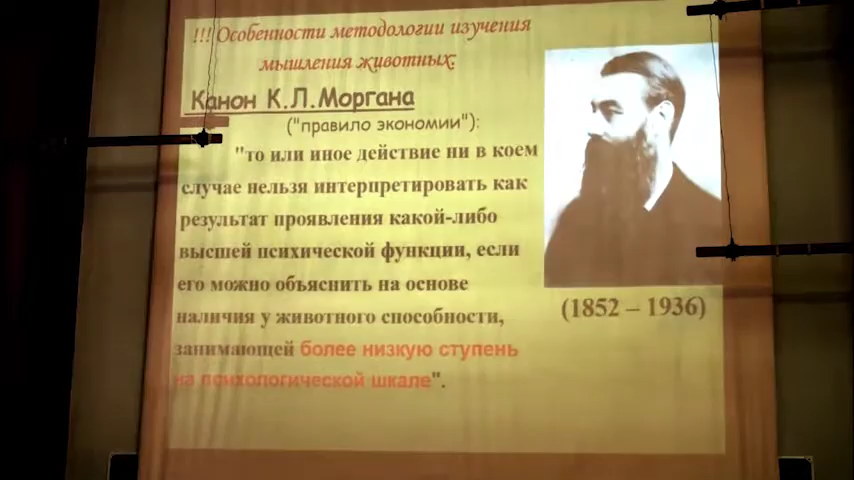 !!! Особенности методологии изучения
мышления животных:
Канон К.Л.Моргана
("правило экономии"):
"то или иное действие ни в коем
случае нельзя интерпретировать как
результат проявления какой-либо
высшей психической функции, если
его можно объяснить на основе
наличия у животного способности,
занимающей более низкую ступень
на психологической шкале".
(1852 – 1936)